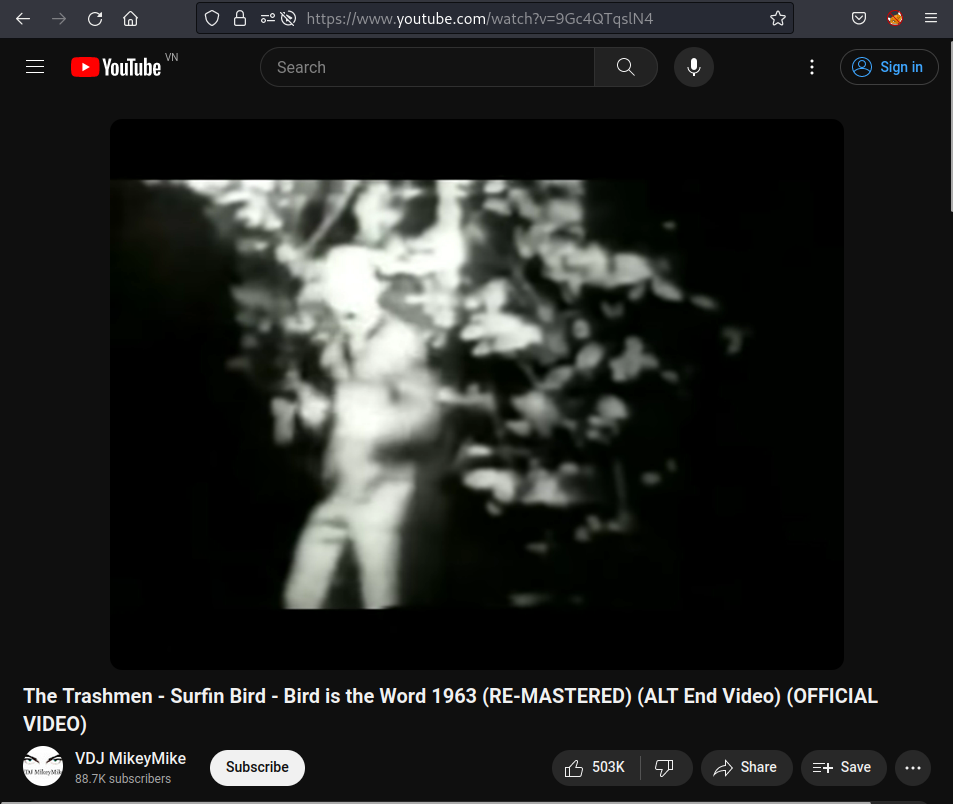 https://www.youtube.com/watch?v=9Gc4QTqslN4
YouTube VN
Search
Sign in
The Trashmen - Surfin Bird - Bird is the Word 1963 (RE-MASTERED) (ALT End Video) (OFFICIAL
VIDEO)
VDJ MikeyMike
88.7K subscribers
Subscribe
503K
Share
Save